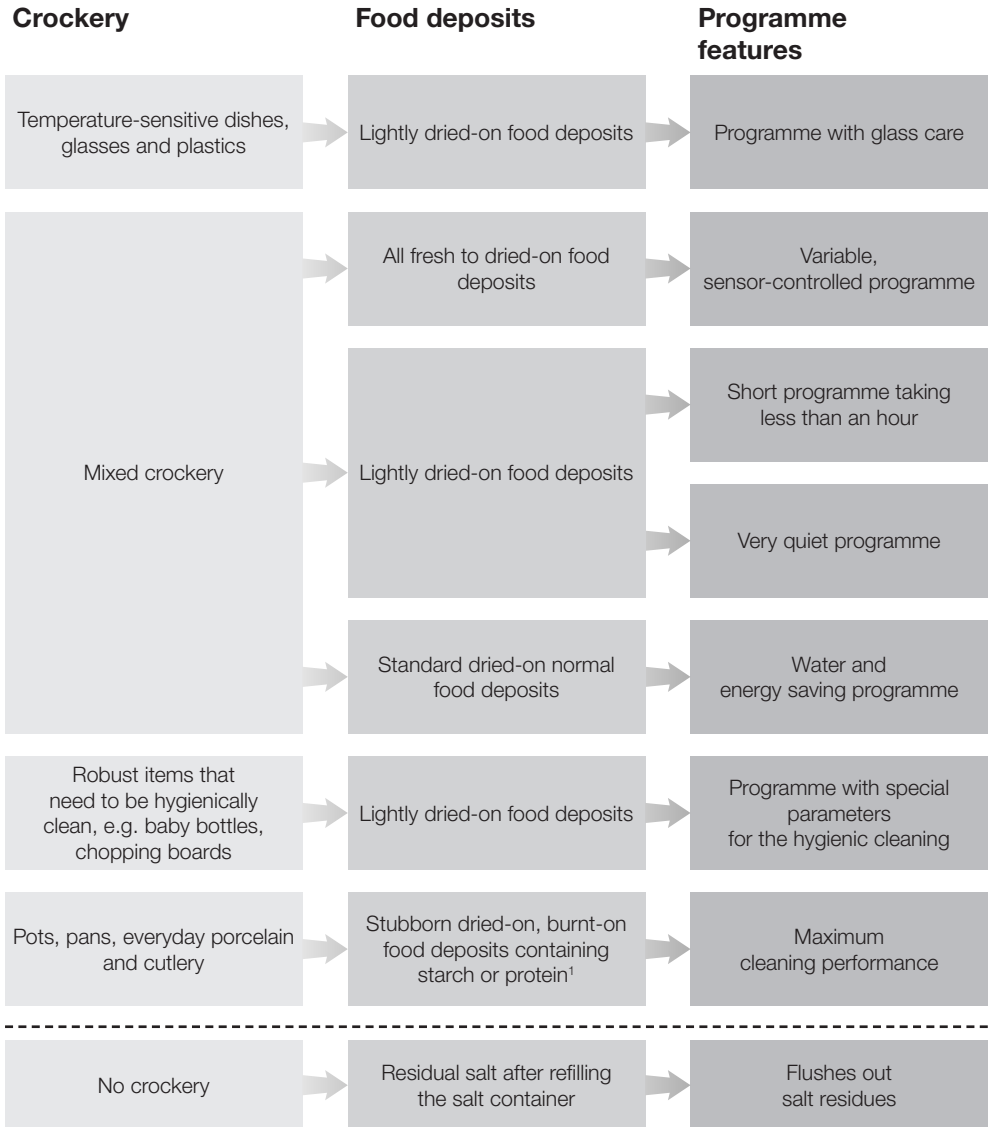 Crockery
Food deposits
Programme
features
Temperature-sensitive dishes,
glasses and plastics
Lightly dried-on food deposits
Programme with glass care
Mixed crockery
All fresh to dried-on food
deposits
Variable,
sensor-controlled programme
Lightly dried-on food deposits
Short programme taking
less than an hour
Very quiet programme
Standard dried-on normal
food deposits
Water and
energy saving programme
Robust items that
need to be hygienically
clean, e.g. baby bottles,
chopping boards
Lightly dried-on food deposits
Programme with special
parameters
for the hygienic cleaning
Pots, pans, everyday porcelain
and cutlery
Stubborn dried-on, burnt-on
food deposits containing
starch or protein¹
Maximum
cleaning performance
No crockery
Residual salt after refilling
the salt container
Flushes out
salt residues